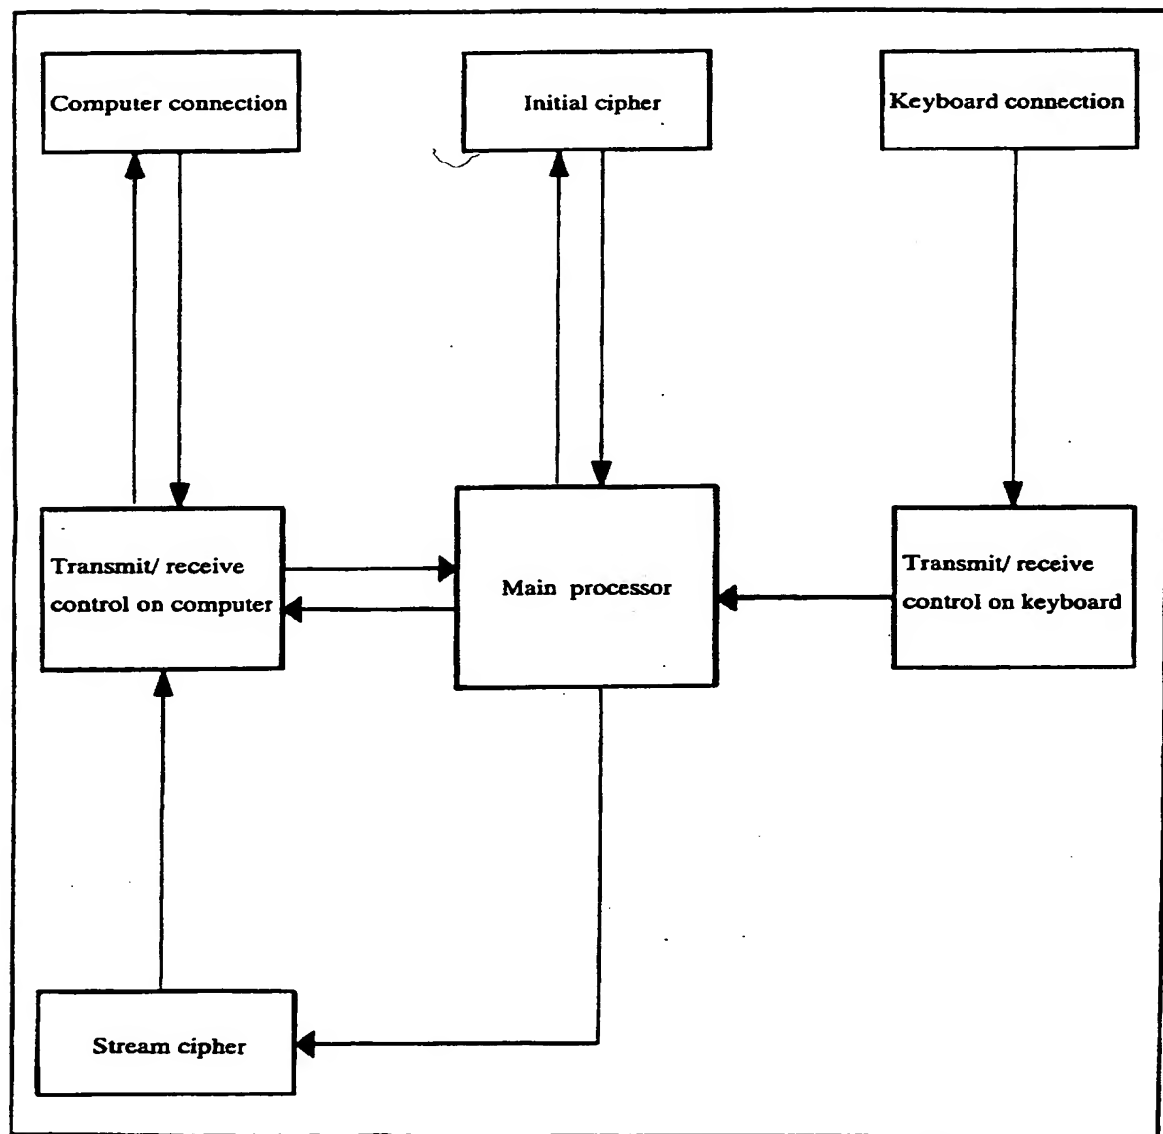 Computer connection
Initial cipher
Keyboard connection
Transmit/ receive
control on computer
Main processor
Transmit/ receive
control on keyboard
Stream cipher